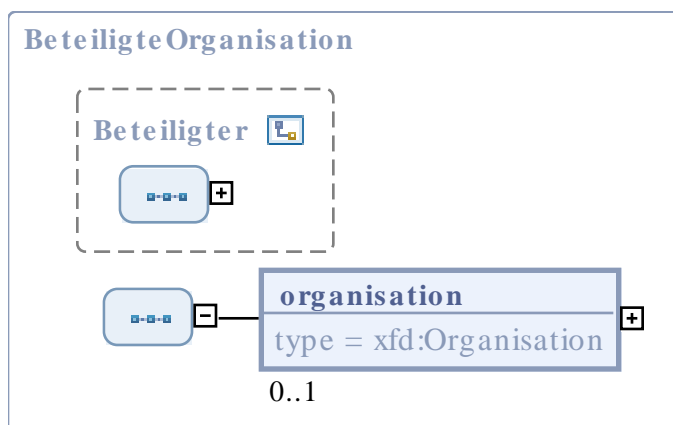 BeteiligteOrganisation
Beteiligter
organisation
type = xfd:Organisation
0..1